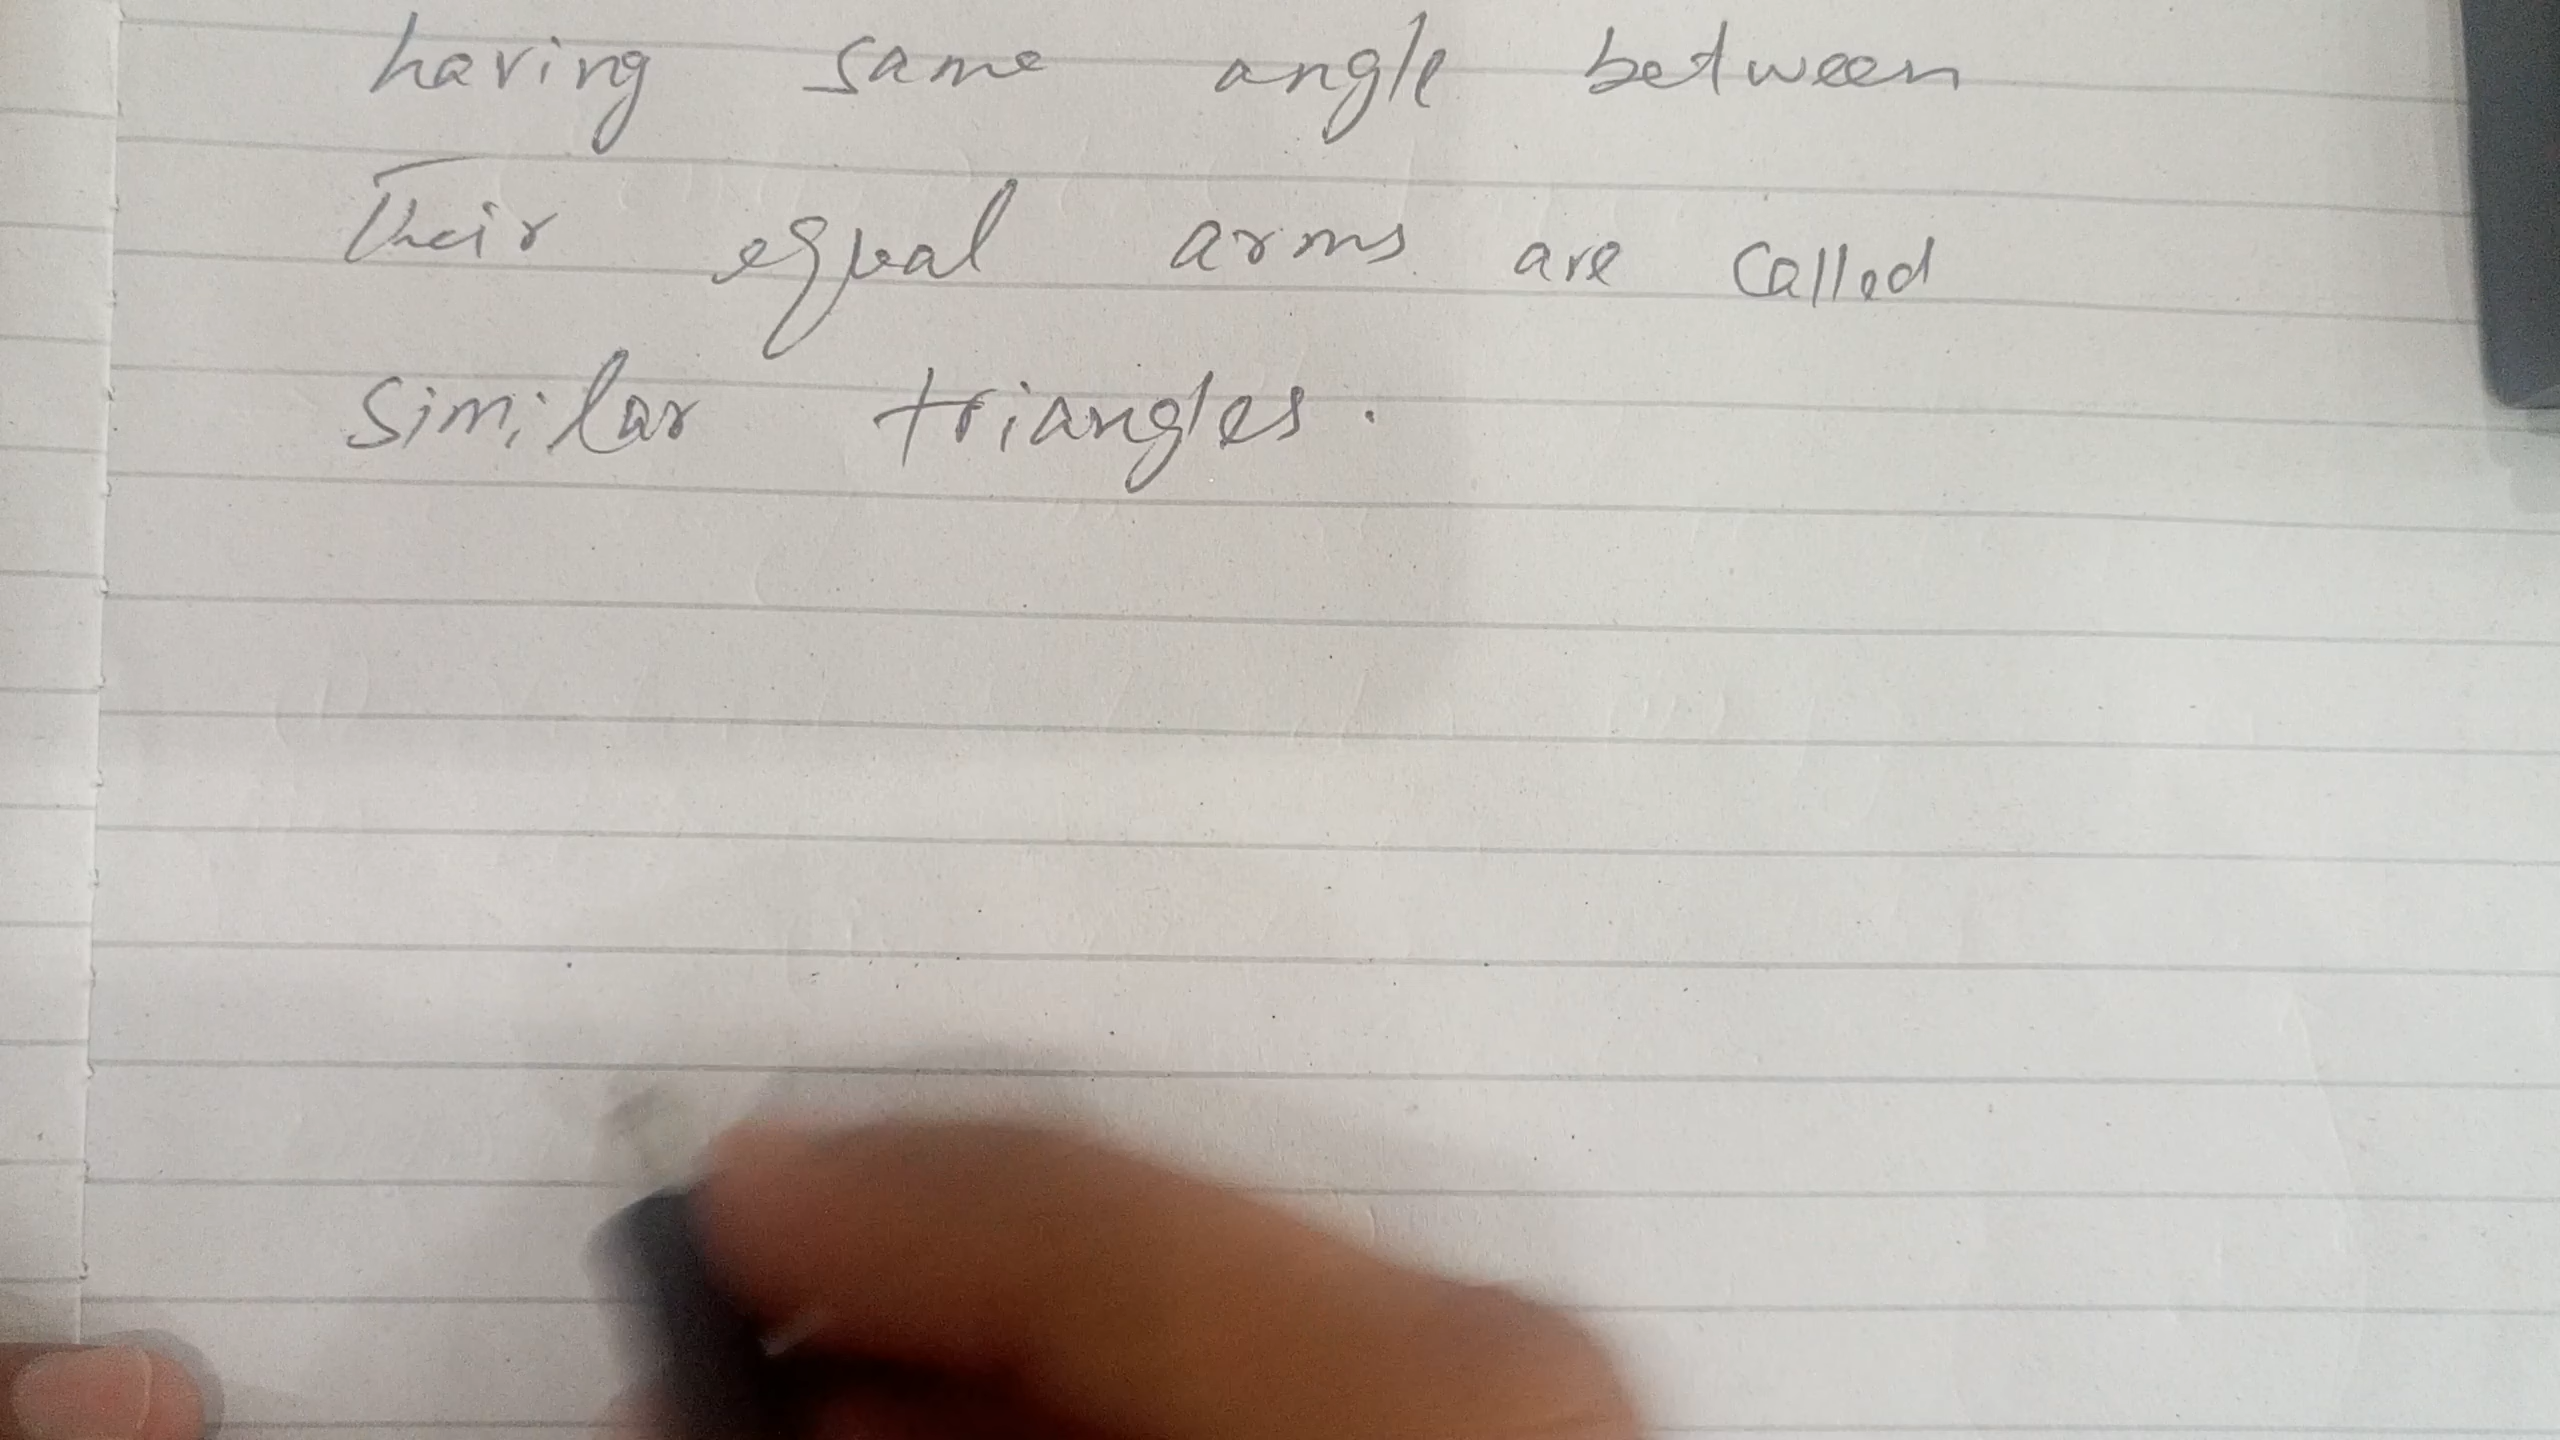 having same angle between
Their equal arms are called
similar triangles.